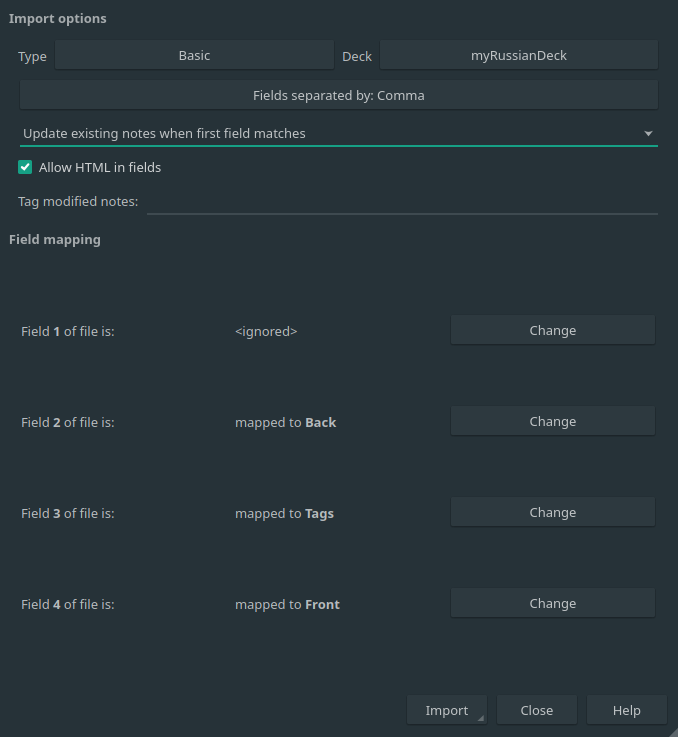 Import options
Type Basic Deck myRussianDeck
Fields separated by: Comma
Update existing notes when first field matches
Allow HTML in fields
Tag modified notes:
Field mapping
Field 1 of file is: <ignored> Change
Field 2 of file is: mapped to Back Change
Field 3 of file is: mapped to Tags Change
Field 4 of file is: mapped to Front Change
Import Close Help